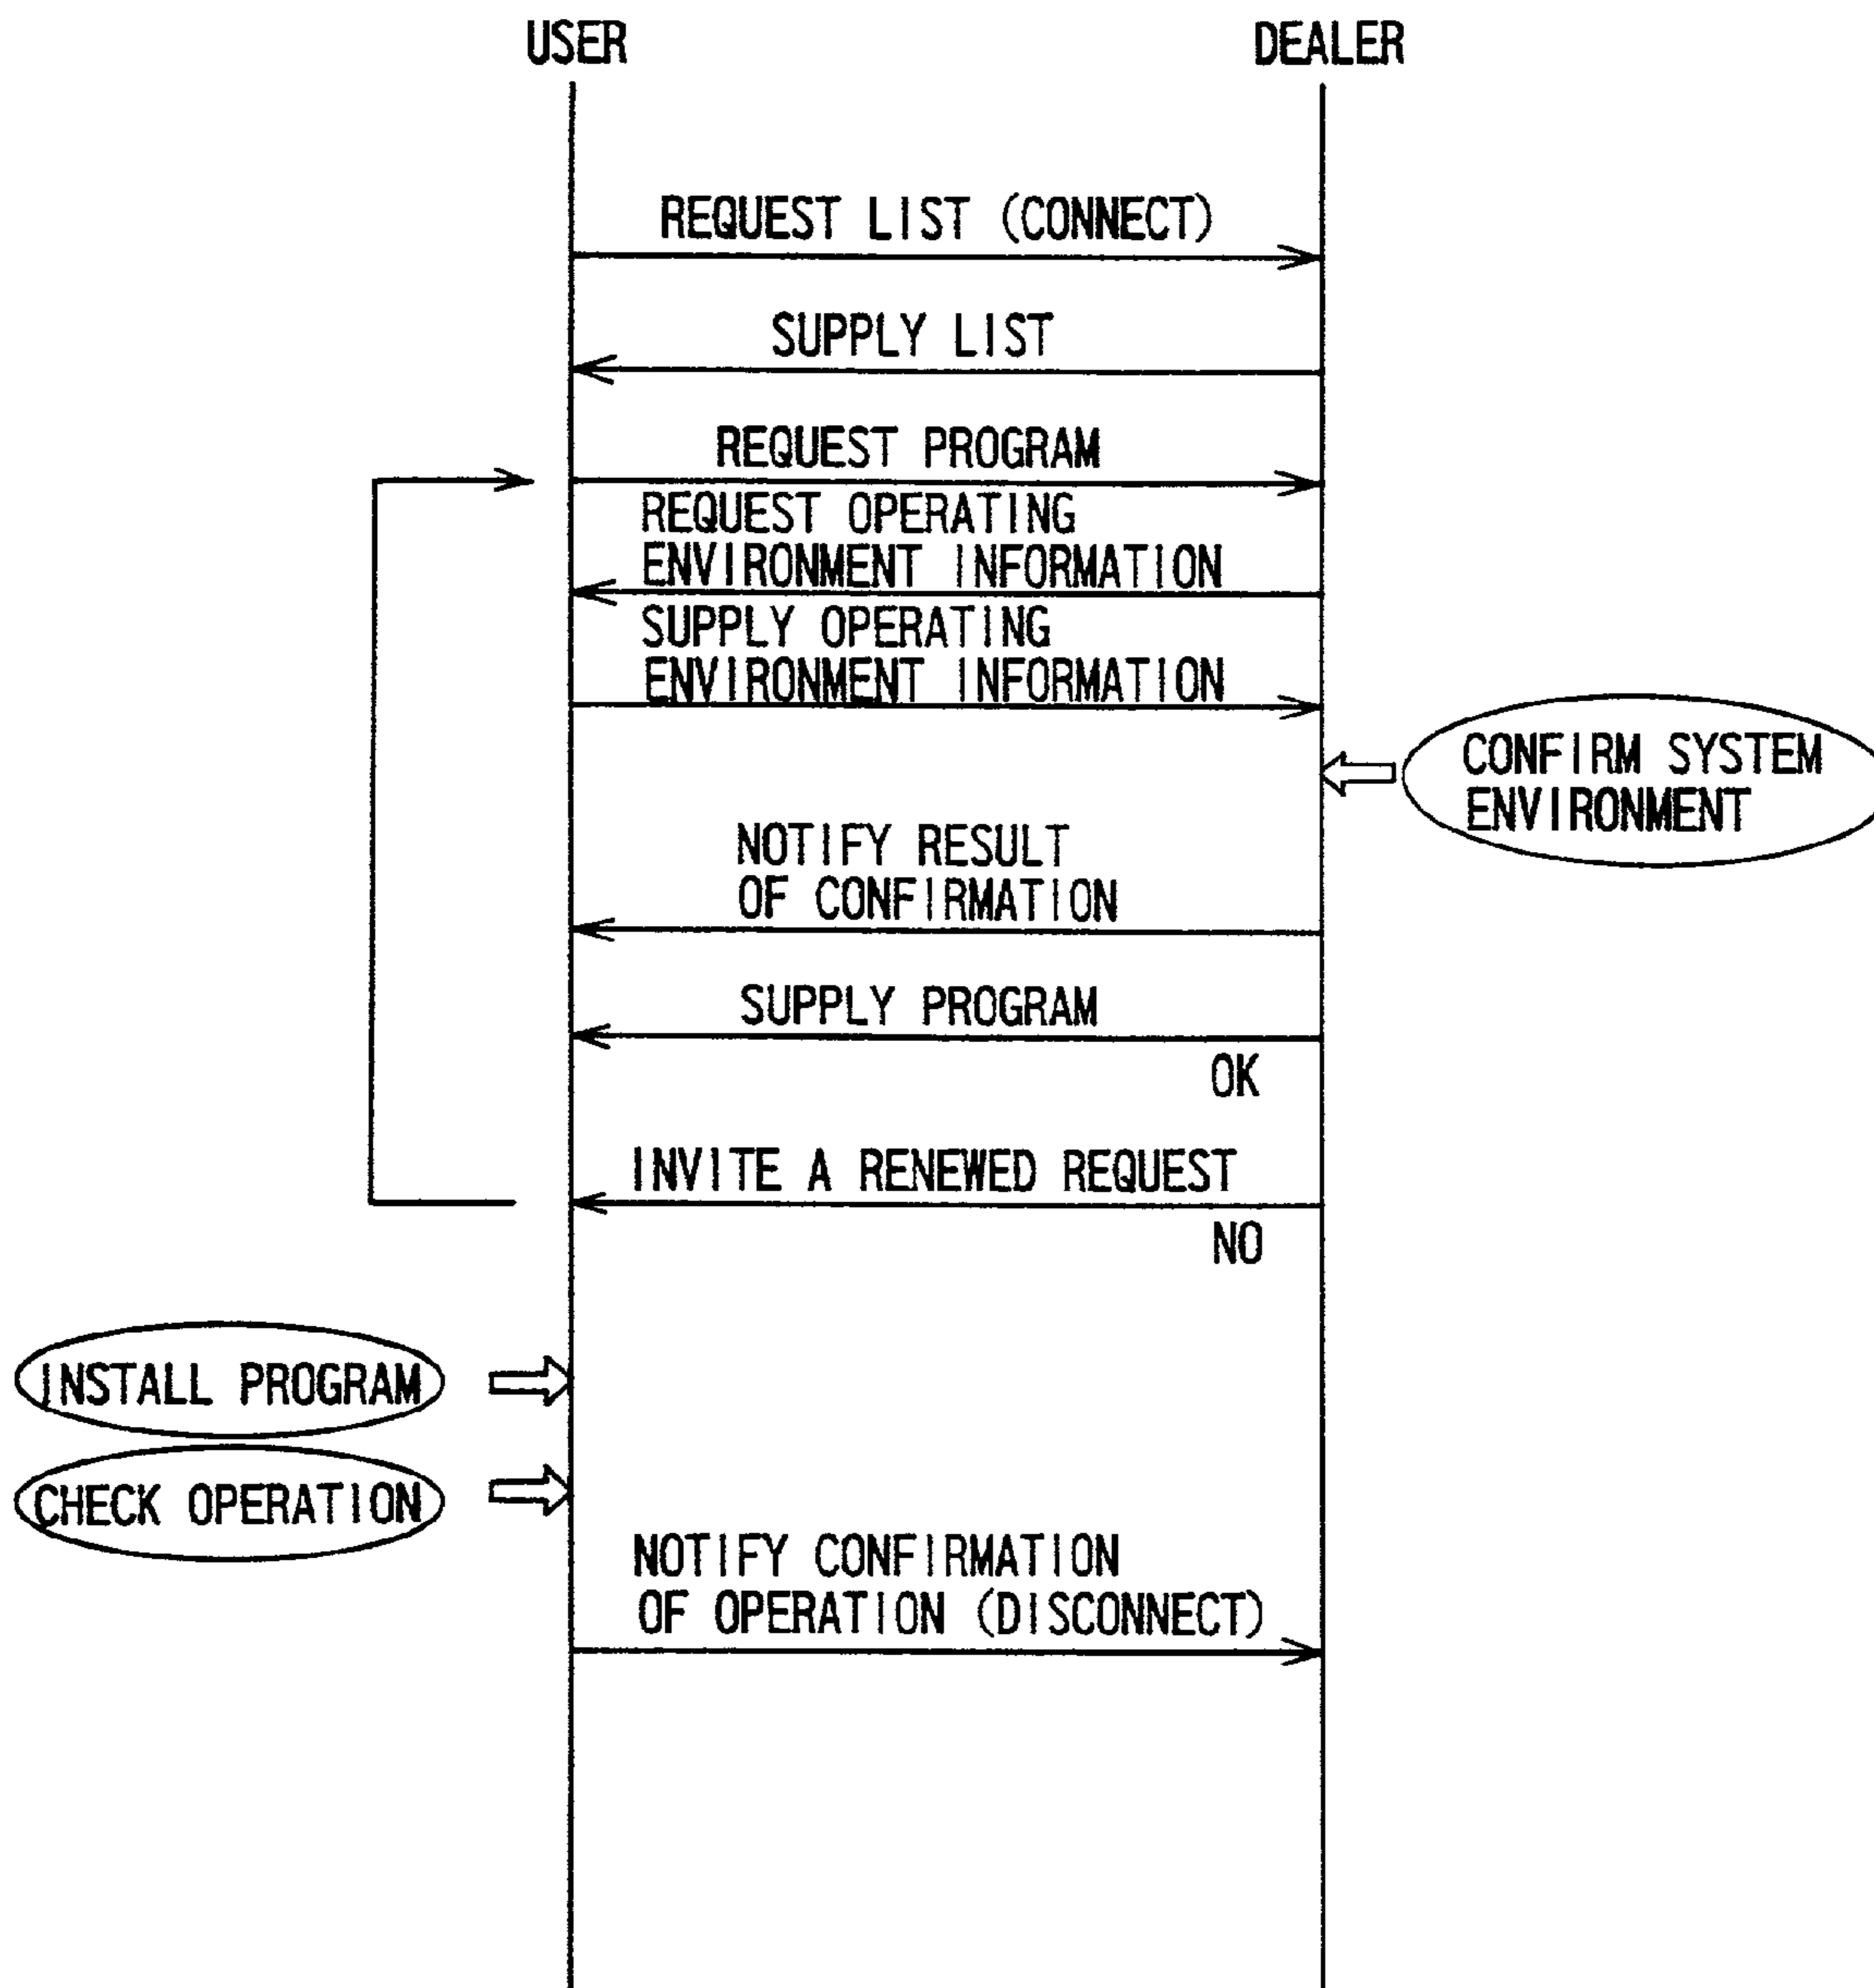 USER
DEALER
REQUEST LIST (CONNECT)
SUPPLY LIST
REQUEST PROGRAM
REQUEST OPERATING
ENVIRONMENT INFORMATION
SUPPLY OPERATING
ENVIRONMENT INFORMATION
CONFIRM SYSTEM
ENVIRONMENT
NOTIFY RESULT
OF CONFIRMATION
SUPPLY PROGRAM
OK
INVITE A RENEWED REQUEST
NO
INSTALL PROGRAM
CHECK OPERATION
NOTIFY CONFIRMATION
OF OPERATION (DISCONNECT)